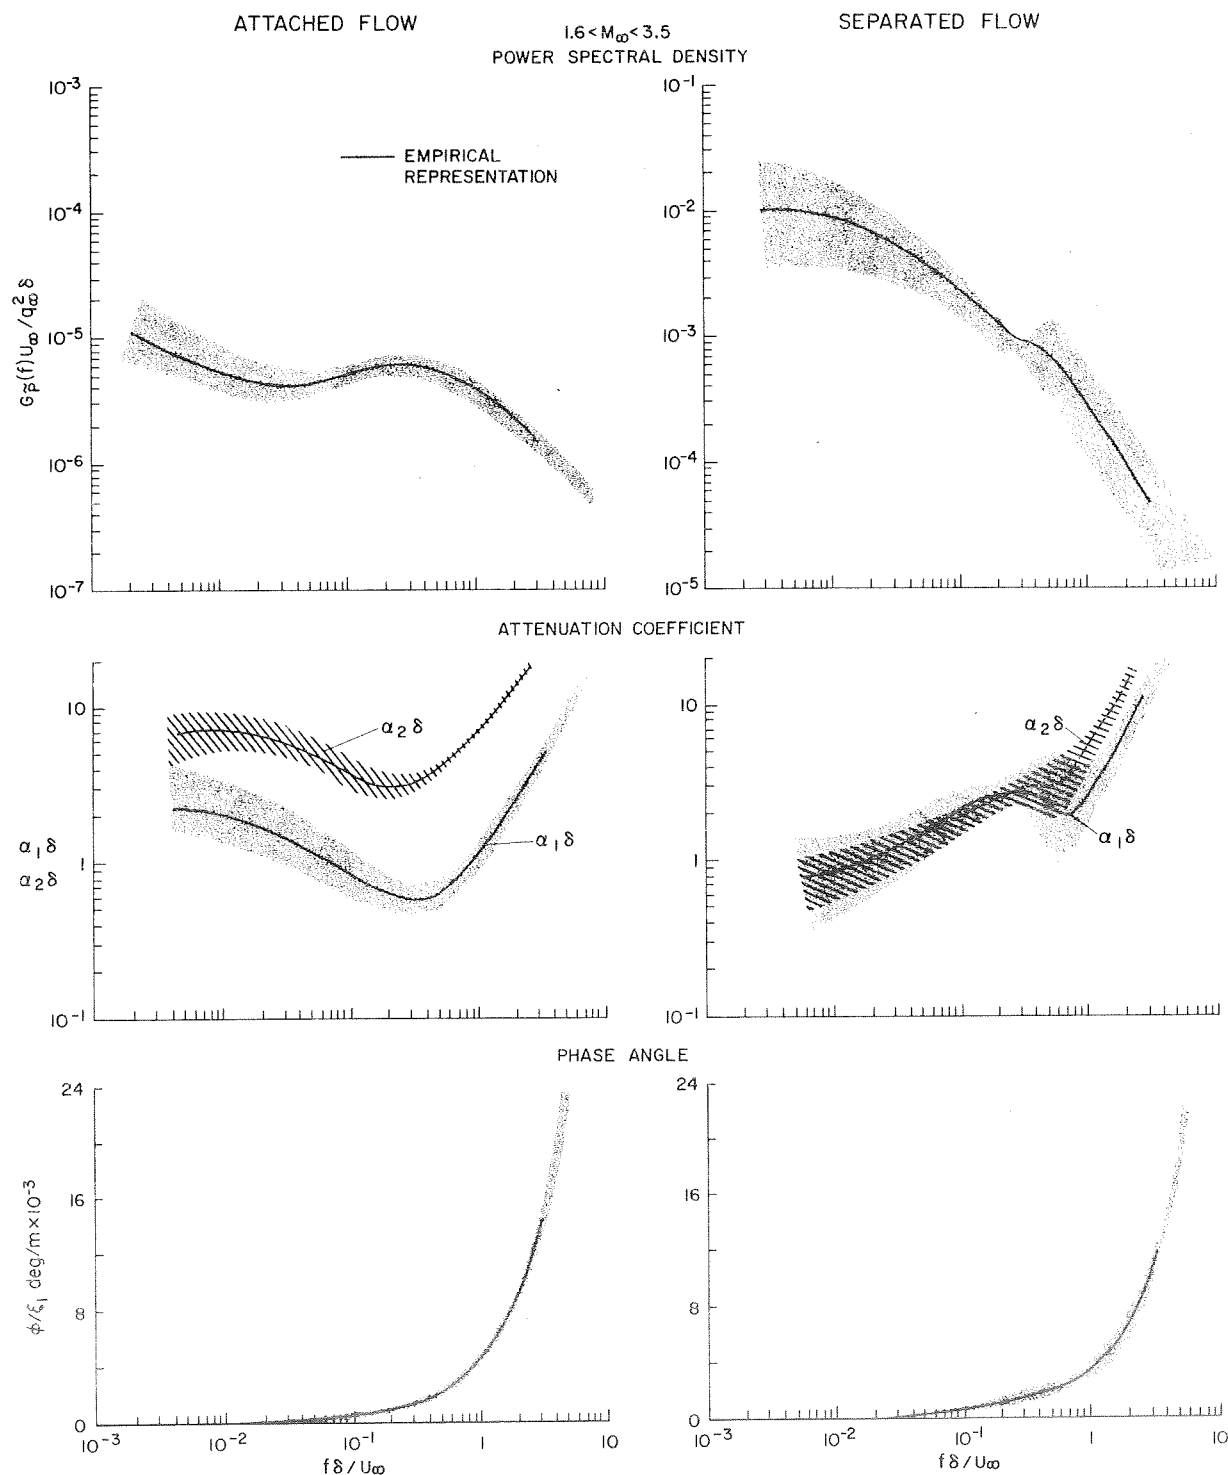 ATTACHED FLOW
1.6<M∞<3.5
SEPARATED FLOW
POWER SPECTRAL DENSITY
10⁻³
10⁻⁴
10⁻⁵
10⁻⁶
10⁻⁷
G_p̃(f)U∞/q²∞δ
EMPIRICAL
REPRESENTATION
10⁻¹
10⁻²
10⁻³
10⁻⁴
10⁻⁵
ATTENUATION COEFFICIENT
10
1
10⁻¹
α₁δ
α₂δ
α₂δ
α₁δ
10
1
10⁻¹
α₂δ
α₁δ
PHASE ANGLE
24
16
8
0
ϕ/ξ₁ deg/m×10⁻³
10⁻³ 10⁻² 10⁻¹ 1 10
fδ/U∞
24
16
8
0
10⁻³ 10⁻² 10⁻¹ 1 10
fδ/U∞